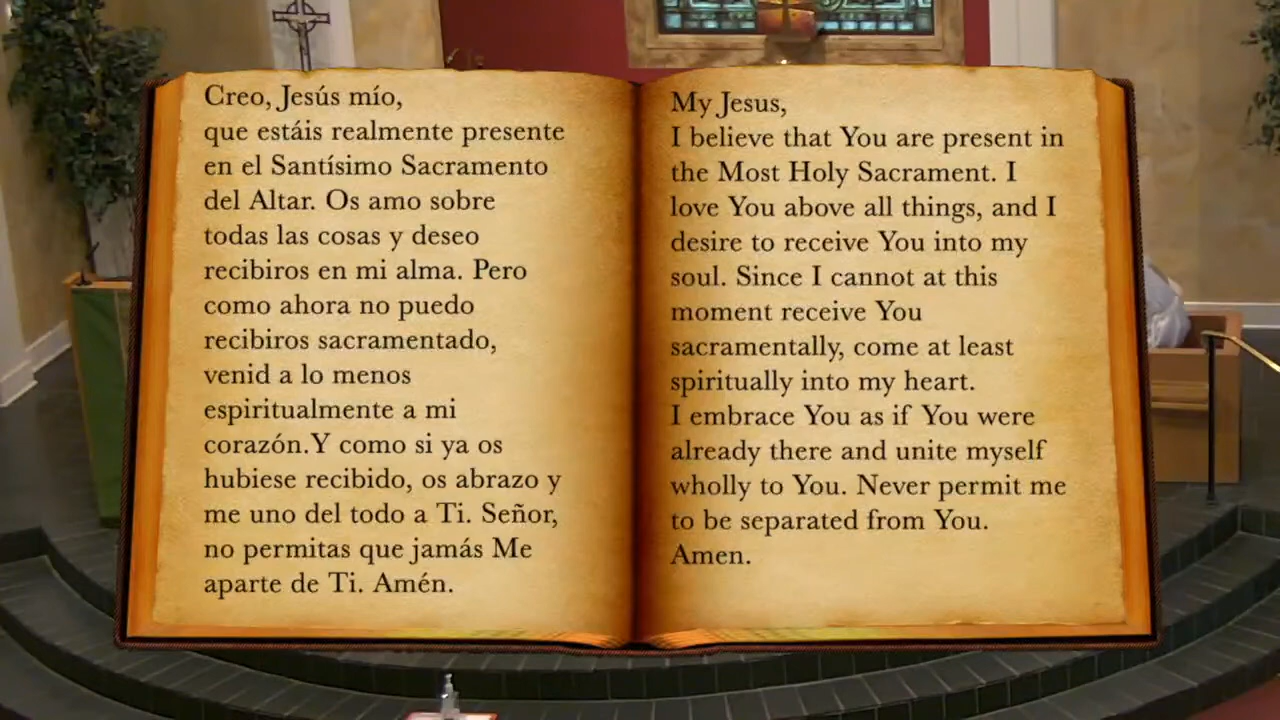 Creo, Jesús mío,
que estáis realmente presente
en el Santísimo Sacramento
del Altar. Os amo sobre
todas las cosas y deseo
recibiros en mi alma. Pero
como ahora no puedo
recibiros sacramentado,
venid a lo menos
espiritualmente a mi
corazón.Y como si ya os
hubiese recibido, os abrazo y
me uno del todo a Ti. Señor,
no permitas que jamás Me
aparte de Ti. Amén.
My Jesus,
I believe that You are present in
the Most Holy Sacrament. I
love You above all things, and I
desire to receive You into my
soul. Since I cannot at this
moment receive You
sacramentally, come at least
spiritually into my heart.
I embrace You as if You were
already there and unite myself
wholly to You. Never permit me
to be separated from You.
Amen.